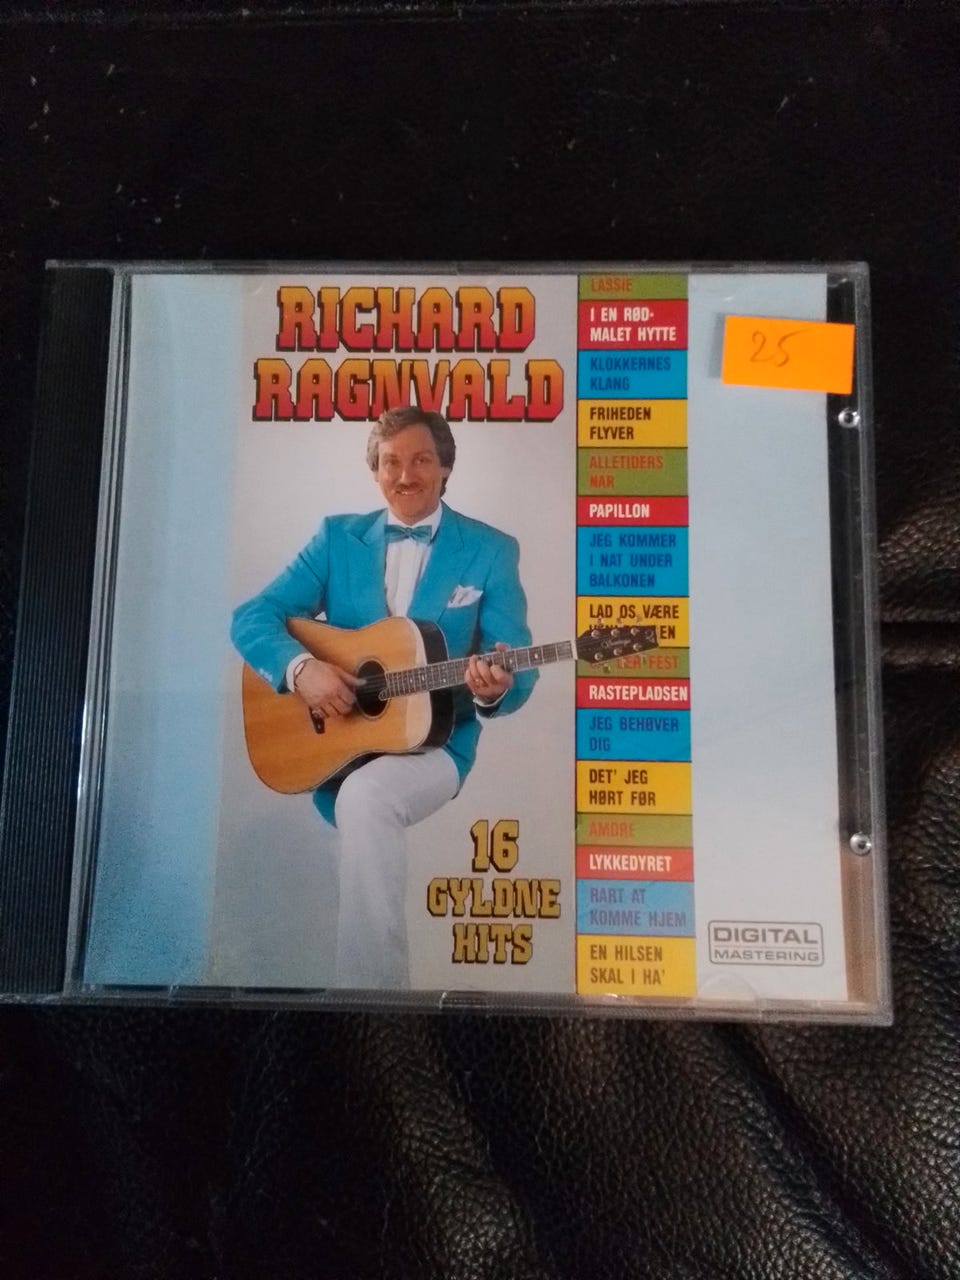 RICHARD
RAGNVALD
16
GYLDNE
HITS
LASSIE
I EN RØD-
MALET HYTTE
KLOKKERNES
KLANG
FRIHEDEN
FLYVER
ALLETIDERS
NAR
PAPILLON
JEG KOMMER
I NAT UNDER
BALKONEN
LAD OS VÆRE
EN
FEST
RASTEPLADSEN
JEG BEHØVER
DIG
DET' JEG
HØRT FØR
AMORE
LYKKEDYRET
RART AT
KOMME HJEM
EN HILSEN
SKAL I HA'
25
DIGITAL
MASTERING